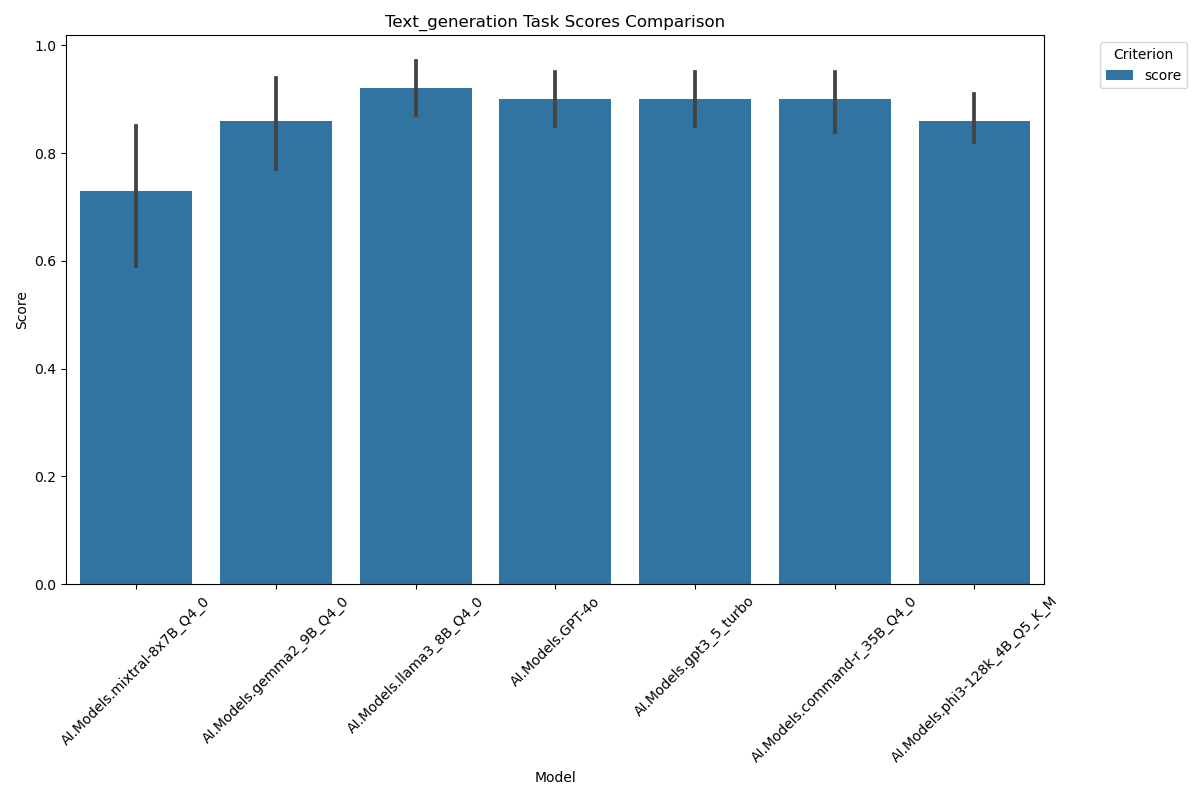 Text_generation Task Scores Comparison
Criterion
score
Score
1.0
0.8
0.6
0.4
0.2
0.0
AI.Models.mixtral-8x7B_Q4_0
AI.Models.gemma2_9B_Q4_0
AI.Models.llama3_8B_Q4_0
AI.Models.GPT-4o
AI.Models.gpt3_5_turbo
AI.Models.command-r_35B_Q4_0
AI.Models.phi3-128k_4B_Q5_K_M
Model